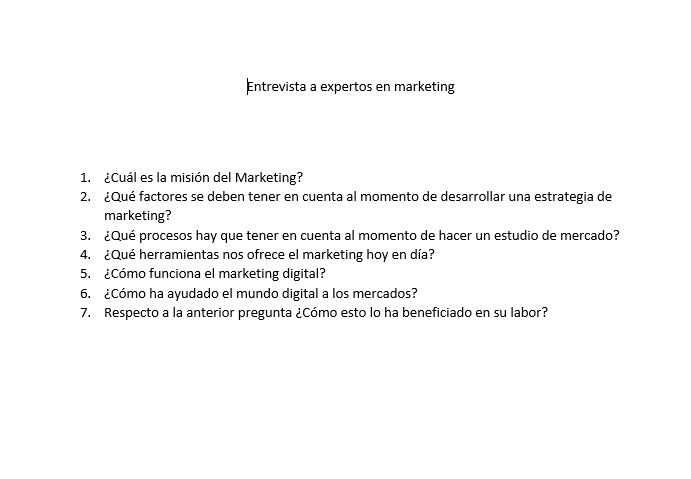 Entrevista a expertos en marketing
1. ¿Cuál es la misión del Marketing?
2. ¿Qué factores se deben tener en cuenta al momento de desarrollar una estrategia de
marketing?
3. ¿Qué procesos hay que tener en cuenta al momento de hacer un estudio de mercado?
4. ¿Qué herramientas nos ofrece el marketing hoy en día?
5. ¿Cómo funciona el marketing digital?
6. ¿Cómo ha ayudado el mundo digital a los mercados?
7. Respecto a la anterior pregunta ¿Cómo esto lo ha beneficiado en su labor?